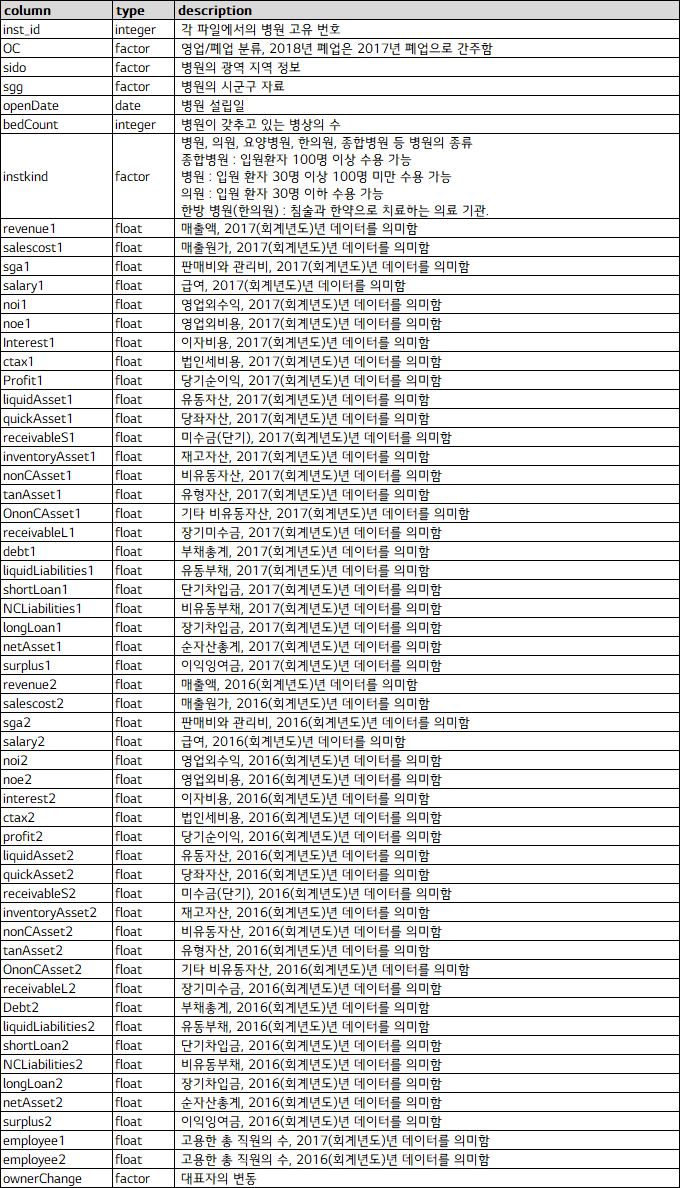 column type description
inst_id integer 각 파일에서의 병원 고유 번호
OC factor 영업/폐업 분류, 2018년 폐업은 2017년 폐업으로 간주함
sido factor 병원의 광역 지역 정보
sgg factor 병원의 시군구 자료
openDate date 병원 설립일
bedCount integer 병원이 갖추고 있는 병상의 수
instkind factor 병원, 의원, 요양병원, 한의원, 종합병원 등 병원의 종류
종합병원 : 입원환자 100명 이상 수용 가능
병원 : 입원 환자 30명 이상 100명 미만 수용 가능
의원 : 입원 환자 30명 이하 수용 가능
한방 병원(한의원) : 침술과 한약으로 치료하는 의료 기관.
revenue1 float 매출액, 2017(회계년도)년 데이터를 의미함
salescost1 float 매출원가, 2017(회계년도)년 데이터를 의미함
sga1 float 판매비와 관리비, 2017(회계년도)년 데이터를 의미함
salary1 float 급여, 2017(회계년도)년 데이터를 의미함
noi1 float 영업외수익, 2017(회계년도)년 데이터를 의미함
noe1 float 영업외비용, 2017(회계년도)년 데이터를 의미함
Interest1 float 이자비용, 2017(회계년도)년 데이터를 의미함
ctax1 float 법인세비용, 2017(회계년도)년 데이터를 의미함
Profit1 float 당기순이익, 2017(회계년도)년 데이터를 의미함
liquidAsset1 float 유동자산, 2017(회계년도)년 데이터를 의미함
quickAsset1 float 당좌자산, 2017(회계년도)년 데이터를 의미함
receivableS1 float 미수금(단기), 2017(회계년도)년 데이터를 의미함
inventoryAsset1 float 재고자산, 2017(회계년도)년 데이터를 의미함
nonCAsset1 float 비유동자산, 2017(회계년도)년 데이터를 의미함
tanAsset1 float 유형자산, 2017(회계년도)년 데이터를 의미함
OnonCAsset1 float 기타 비유동자산, 2017(회계년도)년 데이터를 의미함
receivableL1 float 장기미수금, 2017(회계년도)년 데이터를 의미함
debt1 float 부채총계, 2017(회계년도)년 데이터를 의미함
liquidLiabilities1 float 유동부채, 2017(회계년도)년 데이터를 의미함
shortLoan1 float 단기차입금, 2017(회계년도)년 데이터를 의미함
NCLiabilities1 float 비유동부채, 2017(회계년도)년 데이터를 의미함
longLoan1 float 장기차입금, 2017(회계년도)년 데이터를 의미함
netAsset1 float 순자산총계, 2017(회계년도)년 데이터를 의미함
surplus1 float 이익잉여금, 2017(회계년도)년 데이터를 의미함
revenue2 float 매출액, 2016(회계년도)년 데이터를 의미함
salescost2 float 매출원가, 2016(회계년도)년 데이터를 의미함
sga2 float 판매비와 관리비, 2016(회계년도)년 데이터를 의미함
salary2 float 급여, 2016(회계년도)년 데이터를 의미함
noi2 float 영업외수익, 2016(회계년도)년 데이터를 의미함
noe2 float 영업외비용, 2016(회계년도)년 데이터를 의미함
interest2 float 이자비용, 2016(회계년도)년 데이터를 의미함
ctax2 float 법인세비용, 2016(회계년도)년 데이터를 의미함
profit2 float 당기순이익, 2016(회계년도)년 데이터를 의미함
liquidAsset2 float 유동자산, 2016(회계년도)년 데이터를 의미함
quickAsset2 float 당좌자산, 2016(회계년도)년 데이터를 의미함
receivableS2 float 미수금(단기), 2016(회계년도)년 데이터를 의미함
inventoryAsset2 float 재고자산, 2016(회계년도)년 데이터를 의미함
nonCAsset2 float 비유동자산, 2016(회계년도)년 데이터를 의미함
tanAsset2 float 유형자산, 2016(회계년도)년 데이터를 의미함
OnonCAsset2 float 기타 비유동자산, 2016(회계년도)년 데이터를 의미함
receivableL2 float 장기미수금, 2016(회계년도)년 데이터를 의미함
Debt2 float 부채총계, 2016(회계년도)년 데이터를 의미함
liquidLiabilities2 float 유동부채, 2016(회계년도)년 데이터를 의미함
shortLoan2 float 단기차입금, 2016(회계년도)년 데이터를 의미함
NCLiabilities2 float 비유동부채, 2016(회계년도)년 데이터를 의미함
longLoan2 float 장기차입금, 2016(회계년도)년 데이터를 의미함
netAsset2 float 순자산총계, 2016(회계년도)년 데이터를 의미함
surplus2 float 이익잉여금, 2016(회계년도)년 데이터를 의미함
employee1 float 고용한 총 직원의 수, 2017(회계년도)년 데이터를 의미함
employee2 float 고용한 총 직원의 수, 2016(회계년도)년 데이터를 의미함
ownerChange factor 대표자의 변동